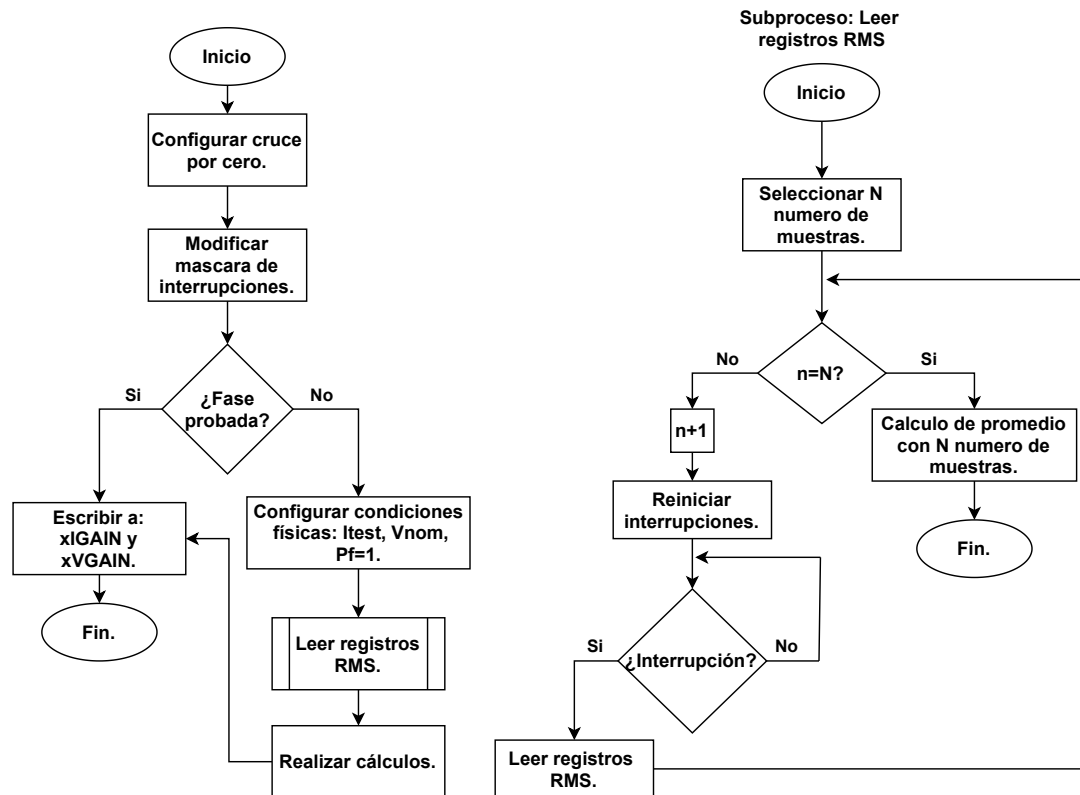 Inicio
Configurar cruce
por cero.
Modificar
mascara de
interrupciones.
¿Fase
probada?
Si
No
Escribir a:
xIGAIN y
xVGAIN.
Fin.
Configurar condiciones
físicas: Itest, Vnom,
Pf=1.
Leer registros
RMS.
Realizar cálculos.
Subproceso: Leer
registros RMS
Inicio
Seleccionar N
numero de
muestras.
n=N?
No
Si
n+1
Reiniciar
interrupciones.
¿Interrupción?
Si
No
Leer registros
RMS.
Calculo de promedio
con N numero de
muestras.
Fin.